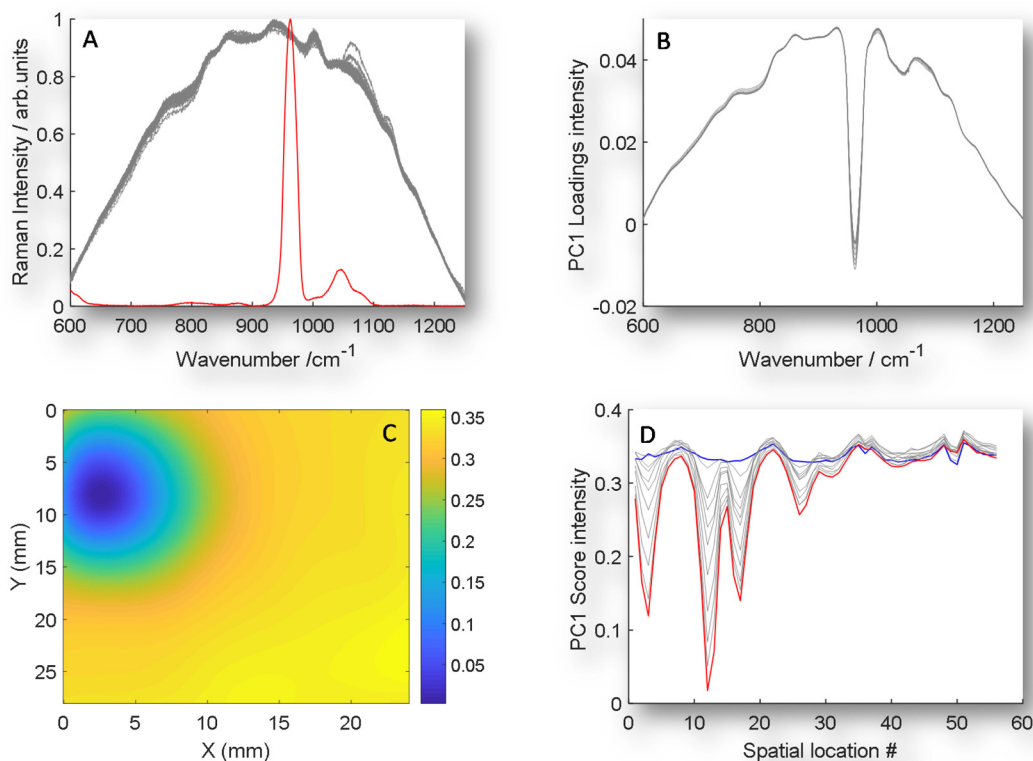 A
Raman Intensity / arb.units
1
0.8
0.6
0.4
0.2
0
600 700 800 900 1000 1100 1200
Wavenumber /cm⁻¹
B
PC1 Loadings intensity
0.04
0.02
0
-0.02
600 800 1000 1200
Wavenumber / cm⁻¹
C
Y (mm)
0
5
10
15
20
25
0 5 10 15 20
X (mm)
0.35
0.3
0.25
0.2
0.15
0.1
0.05
D
PC1 Score intensity
0.4
0.3
0.2
0.1
0
0 10 20 30 40 50 60
Spatial location #